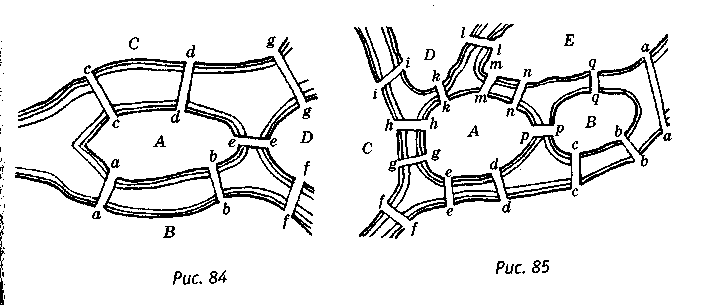 C
d
g
c
c
d
g
A
e e
D
a
b
f
a
b
f
B
Рис. 84
l
E
a
D
l
i
m
q
k
n
i
m
q
k
n
h h
A
p p
B
a
C
b
g g
c
b
e
d
f
e
d
c
f
Рис. 85